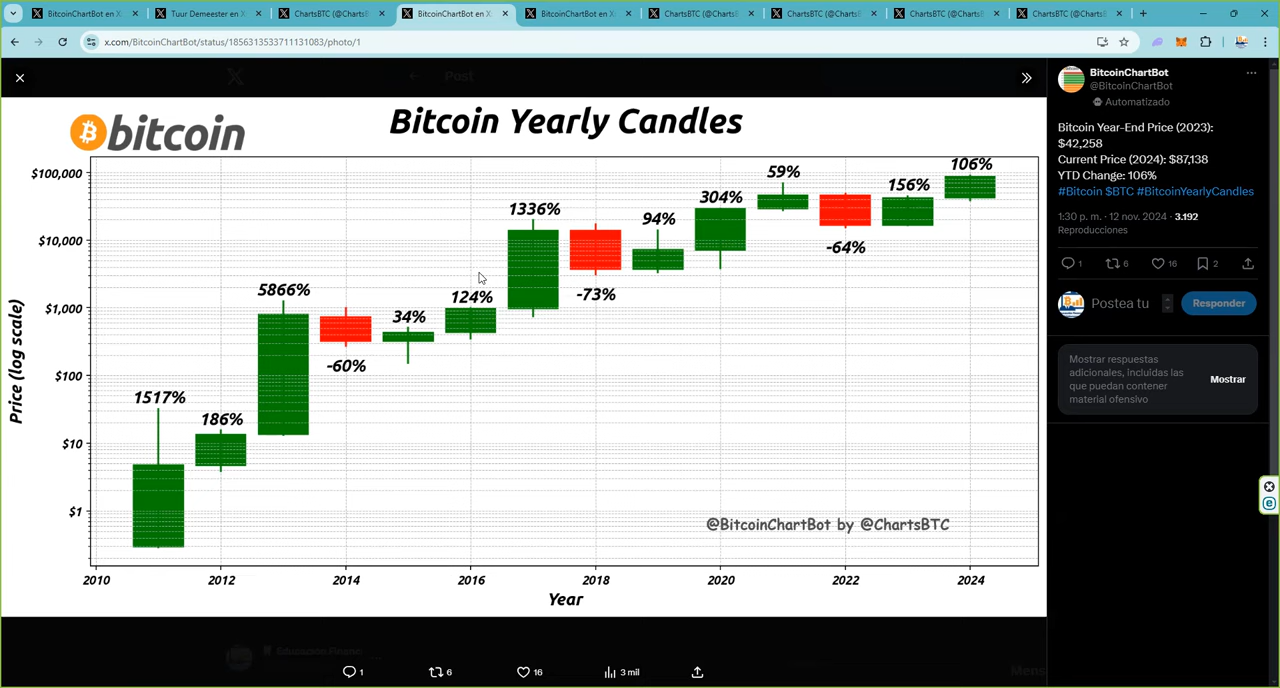 BitcoinChartBot en X
Tuur Demeester en X
ChartsBTC (@ChartsB
BitcoinChartBot en X
BitcoinChartBot en X
ChartsBTC (@ChartsB
ChartsBTC (@ChartsB
ChartsBTC (@ChartsB
ChartsBTC (@ChartsB
x.com/BitcoinChartBot/status/1856313533711131083/photo/1
Post
bitcoin
Bitcoin Yearly Candles
Price (log scale)
$100,000
$10,000
$1,000
$100
$10
$1
1517%
186%
5866%
-60%
34%
124%
1336%
-73%
94%
304%
59%
-64%
156%
106%
@BitcoinChartBot by @ChartsBTC
2010
2012
2014
2016
2018
2020
2022
2024
Year
1
6
16
3 mil
BitcoinChartBot
@BitcoinChartBot
Automatizado
Bitcoin Year-End Price (2023):
$42,258
Current Price (2024): $87,138
YTD Change: 106%
#Bitcoin $BTC #BitcoinYearlyCandles
1:30 p. m. · 12 nov. 2024 · 3.192
Reproducciones
1
6
16
2
Postea tu
Responder
Mostrar respuestas
adicionales, incluidas las
que puedan contener
material ofensivo
Mostrar